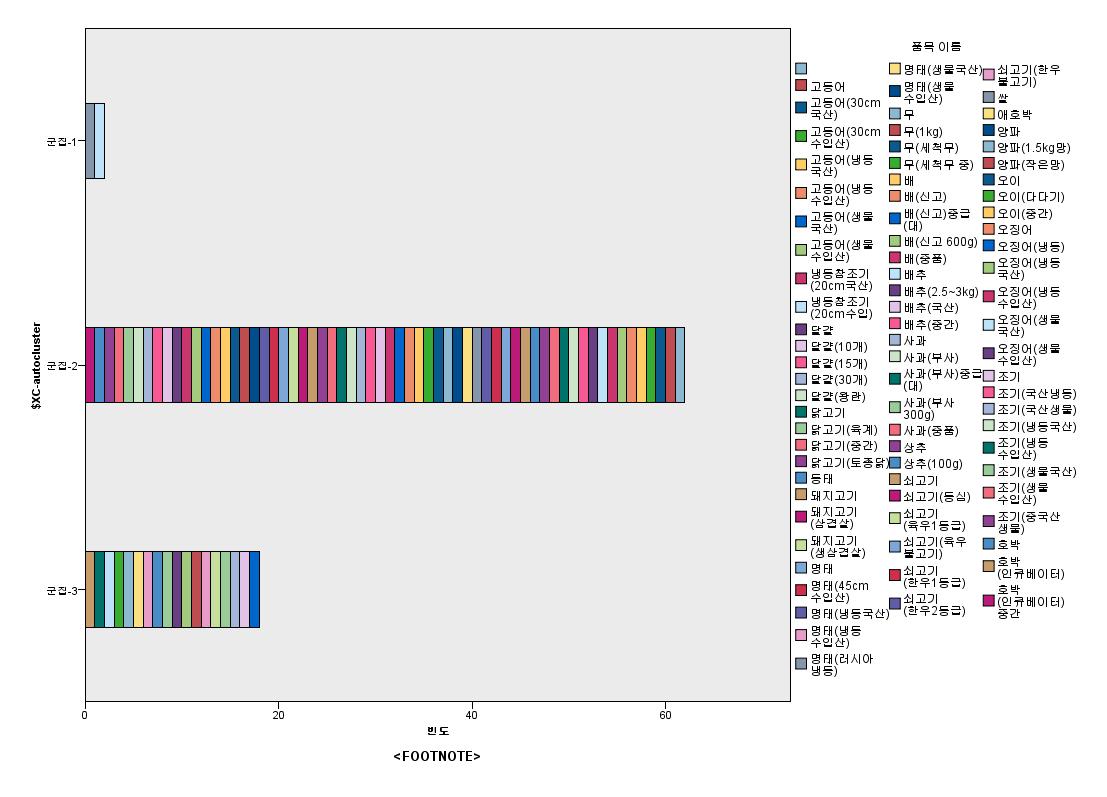 품목 이름
고등어
고등어(30cm
국산)
고등어(30cm
수입산)
고등어(냉동
국산)
고등어(냉동
수입산)
고등어(생물
국산)
고등어(생물
수입산)
냉동참조기
(20cm국산)
냉동참조기
(20cm수입)
달걀
달걀(10개)
달걀(15개)
달걀(30개)
달걀(왕란)
닭고기
닭고기(육계)
닭고기(중간)
닭고기(토종닭)
동태
돼지고기
돼지고기
(삼겹살)
돼지고기
(생삼겹살)
명태
명태(45cm
수입산)
명태(냉동국산)
명태(냉동
수입산)
명태(러시아
냉동)
명태(생물국산)
명태(생물
수입산)
무
무(1kg)
무(세척무)
무(세척무 중)
배
배(신고)
배(신고)중급
(대)
배(신고 600g)
배(중품)
배추
배추(2.5~3kg)
배추(국산)
배추(중간)
사과
사과(부사)
사과(부사)중급
(대)
사과(부사
300g)
사과(중품)
상추
상추(100g)
쇠고기
쇠고기(등심)
쇠고기
(육우1등급)
쇠고기(육우
불고기)
쇠고기
(한우1등급)
쇠고기
(한우2등급)
쇠고기(한우
불고기)
쌀
애호박
양파
양파(1.5kg망)
양파(작은망)
오이
오이(다다기)
오이(중간)
오징어
오징어(냉동)
오징어(냉동
국산)
오징어(냉동
수입산)
오징어(생물
국산)
오징어(생물
수입산)
조기
조기(국산냉동)
조기(국산생물)
조기(냉동국산)
조기(냉동
수입산)
조기(생물국산)
조기(생물
수입산)
조기(중국산
생물)
호박
호박
(인큐베이터)
호박
(인큐베이터)
중간
$XC-autocluster
군집-1
군집-2
군집-3
0
20
40
60
빈도
<FOOTNOTE>